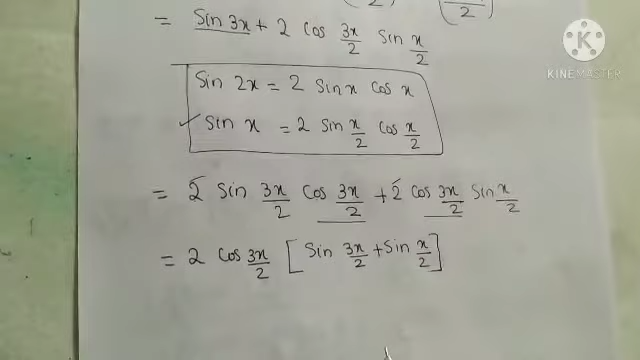 = Sin 3x + 2 Cos 3x/2 Sin x/2
KINEMASTER
Sin 2x = 2 Sin x Cos x
✓ Sin x = 2 Sin x/2 Cos x/2
= 2 Sin 3x/2 Cos 3x/2 + 2 Cos 3x/2 Sin x/2
= 2 Cos 3x/2 [Sin 3x/2 + Sin x/2]